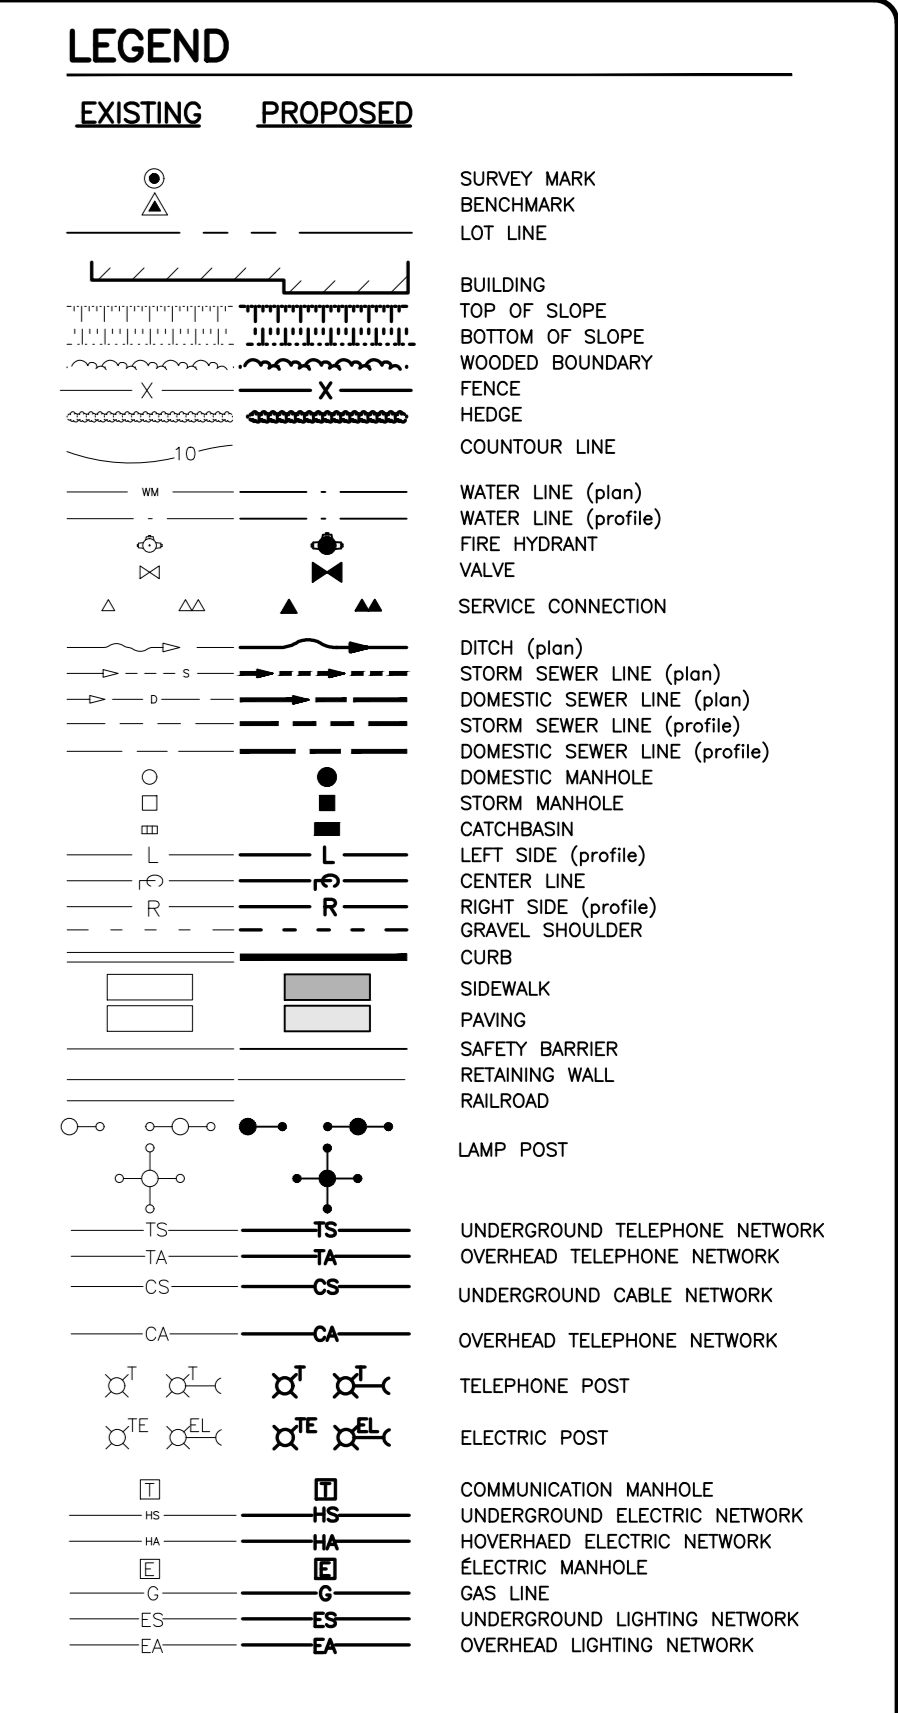 LEGEND
EXISTING PROPOSED
SURVEY MARK
BENCHMARK
LOT LINE
BUILDING
TOP OF SLOPE
BOTTOM OF SLOPE
WOODED BOUNDARY
X X FENCE
HEDGE
10 COUNTOUR LINE
WM WATER LINE (plan)
WATER LINE (profile)
FIRE HYDRANT
VALVE
SERVICE CONNECTION
DITCH (plan)
S STORM SEWER LINE (plan)
D DOMESTIC SEWER LINE (plan)
STORM SEWER LINE (profile)
DOMESTIC SEWER LINE (profile)
DOMESTIC MANHOLE
STORM MANHOLE
CATCHBASIN
L L LEFT SIDE (profile)
CENTER LINE
R R RIGHT SIDE (profile)
GRAVEL SHOULDER
CURB
SIDEWALK
PAVING
SAFETY BARRIER
RETAINING WALL
RAILROAD
LAMP POST
TS TS UNDERGROUND TELEPHONE NETWORK
TA TA OVERHEAD TELEPHONE NETWORK
CS CS UNDERGROUND CABLE NETWORK
CA CA OVERHEAD TELEPHONE NETWORK
T T T T TELEPHONE POST
TE EL TE EL ELECTRIC POST
T T COMMUNICATION MANHOLE
HS HS UNDERGROUND ELECTRIC NETWORK
HA HA HOVERHAED ELECTRIC NETWORK
E E ÉLECTRIC MANHOLE
G G GAS LINE
ES ES UNDERGROUND LIGHTING NETWORK
EA EA OVERHEAD LIGHTING NETWORK